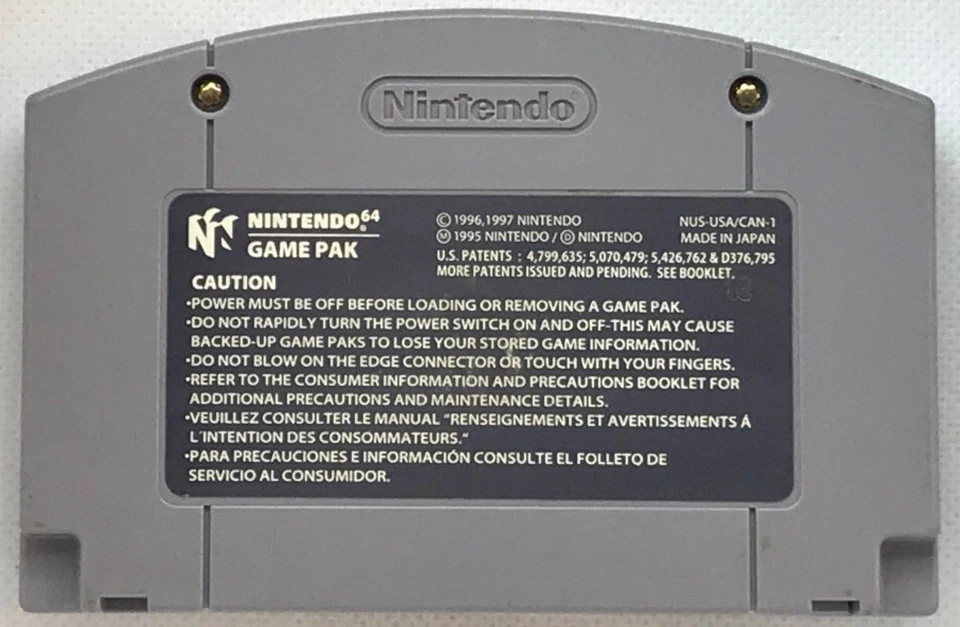 Nintendo
NINTENDO64
GAME PAK
© 1996,1997 NINTENDO
Ⓜ 1995 NINTENDO / Ⓓ NINTENDO
NUS-USA/CAN-1
MADE IN JAPAN
U.S. PATENTS : 4,799,635; 5,070,479; 5,426,762 & D376,795
MORE PATENTS ISSUED AND PENDING. SEE BOOKLET.
CAUTION
•POWER MUST BE OFF BEFORE LOADING OR REMOVING A GAME PAK.
•DO NOT RAPIDLY TURN THE POWER SWITCH ON AND OFF-THIS MAY CAUSE
BACKED-UP GAME PAKS TO LOSE YOUR STORED GAME INFORMATION.
•DO NOT BLOW ON THE EDGE CONNECTOR OR TOUCH WITH YOUR FINGERS.
•REFER TO THE CONSUMER INFORMATION AND PRECAUTIONS BOOKLET FOR
ADDITIONAL PRECAUTIONS AND MAINTENANCE DETAILS.
•VEUILLEZ CONSULTER LE MANUAL "RENSEIGNEMENTS ET AVERTISSEMENTS Á
L'INTENTION DES CONSOMMATEURS."
•PARA PRECAUCIONES E INFORMACIÓN CONSULTE EL FOLLETO DE
SERVICIO AL CONSUMIDOR.